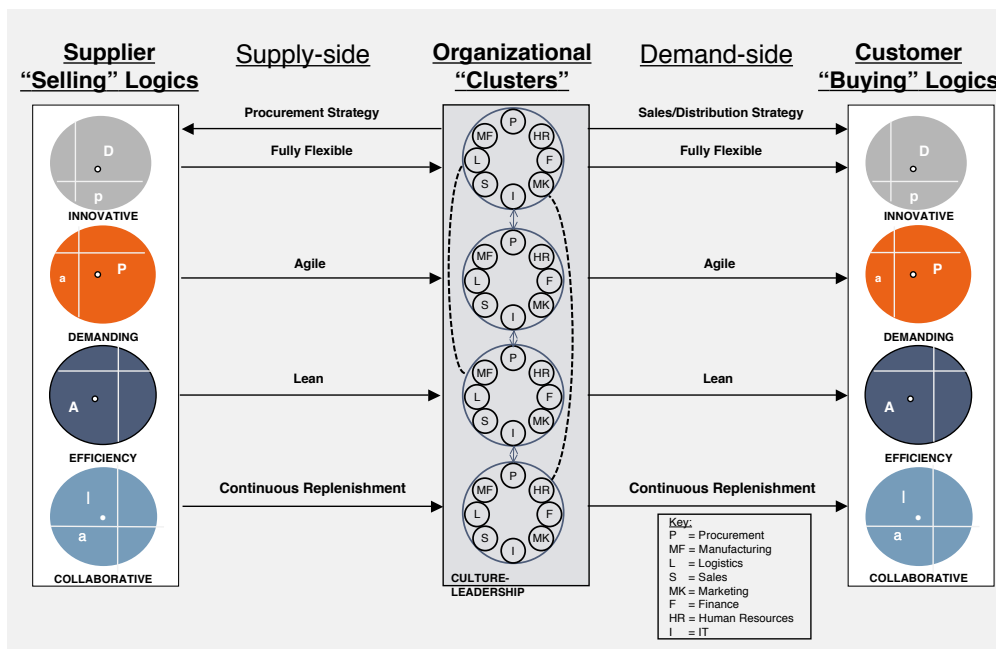 Supplier
“Selling” Logics
Supply-side
Organizational
“Clusters”
Demand-side
Customer
“Buying” Logics
Procurement Strategy
Sales/Distribution Strategy
Fully Flexible
Fully Flexible
D
p
INNOVATIVE
P
MF
HR
L
F
S
MK
I
D
p
INNOVATIVE
Agile
Agile
a
P
DEMANDING
P
MF
HR
L
F
S
MK
I
a
P
DEMANDING
Lean
Lean
A
EFFICIENCY
P
MF
HR
L
F
S
MK
I
A
EFFICIENCY
Continuous Replenishment
Continuous Replenishment
I
a
COLLABORATIVE
P
MF
HR
L
F
S
MK
I
CULTURE-
LEADERSHIP
I
a
COLLABORATIVE
Key:
P = Procurement
MF = Manufacturing
L = Logistics
S = Sales
MK = Marketing
F = Finance
HR = Human Resources
I = IT